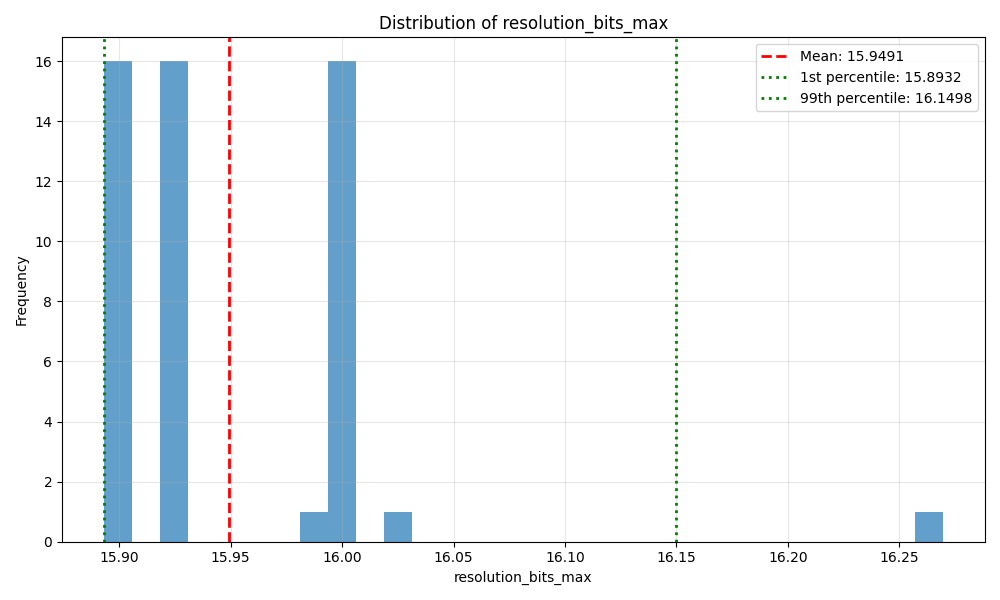 Distribution of resolution_bits_max
Mean: 15.9491
1st percentile: 15.8932
99th percentile: 16.1498
Frequency
16
14
12
10
8
6
4
2
0
15.90 15.95 16.00 16.05 16.10 16.15 16.20 16.25
resolution_bits_max